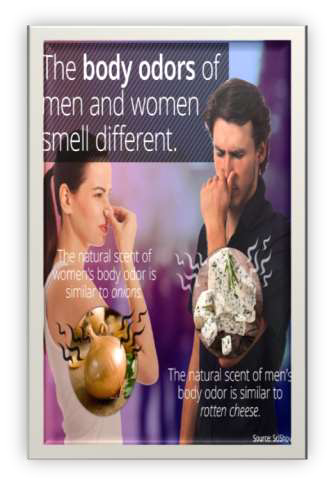 The body odors of
men and women
smell different.
The natural scent of
women's body odor is
similar to onions.
The natural scent of men's
body odor is similar to
rotten cheese.
Source: SciShow